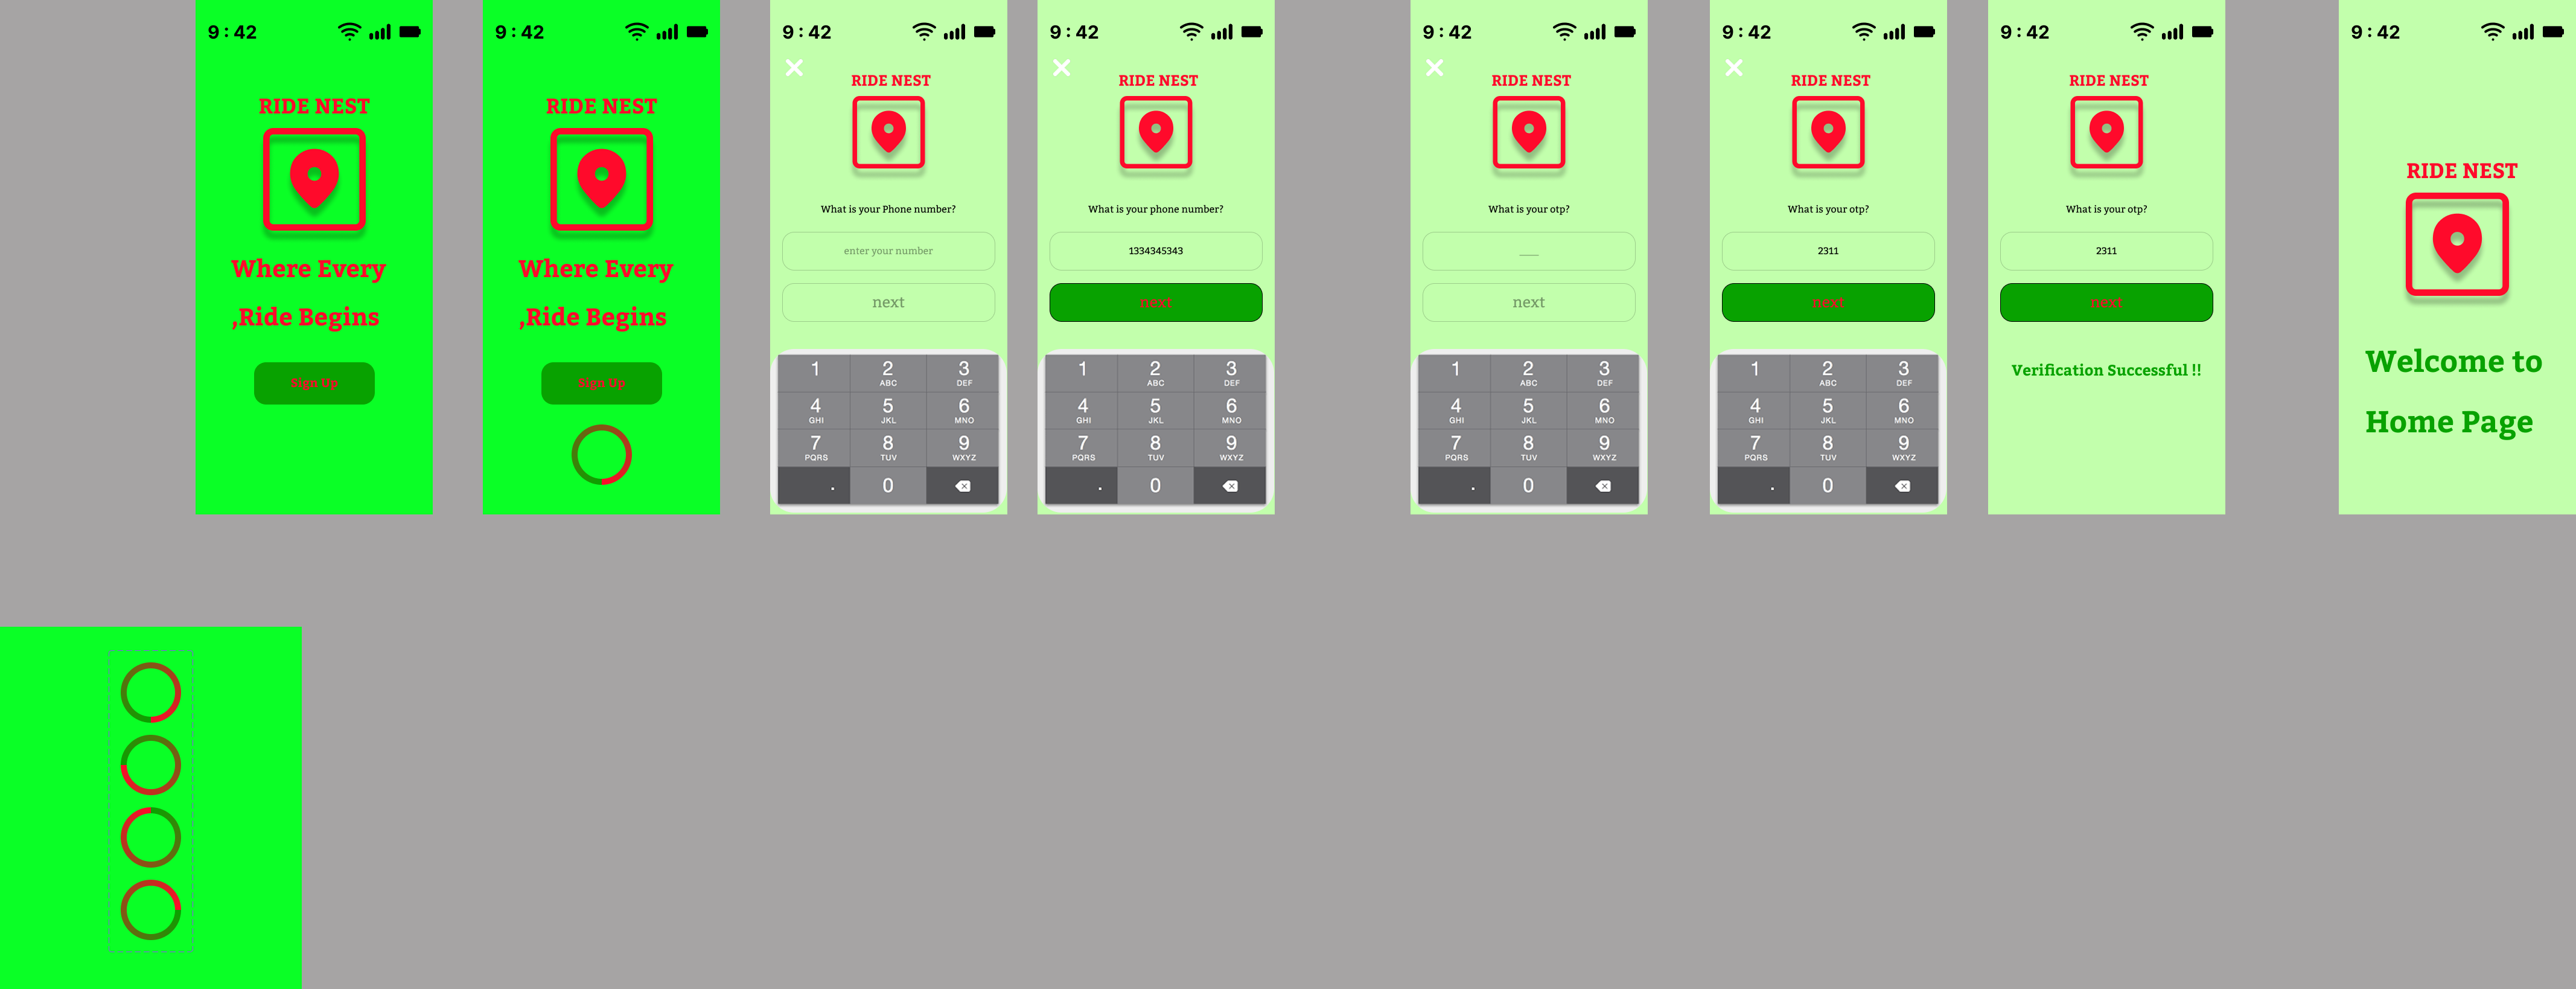 9:42
RIDE NEST
Where Every
,Ride Begins
Sign Up
9:42
RIDE NEST
Where Every
,Ride Begins
Sign Up
9:42
RIDE NEST
What is your Phone number?
enter your number
next
1 2 3
ABC DEF
4 5 6
GHI JKL MNO
7 8 9
PQRS TUV WXYZ
. 0
9:42
RIDE NEST
What is your phone number?
1334345343
next
1 2 3
ABC DEF
4 5 6
GHI JKL MNO
7 8 9
PQRS TUV WXYZ
. 0
9:42
RIDE NEST
What is your otp?
___
next
1 2 3
ABC DEF
4 5 6
GHI JKL MNO
7 8 9
PQRS TUV WXYZ
. 0
9:42
RIDE NEST
What is your otp?
2311
next
1 2 3
ABC DEF
4 5 6
GHI JKL MNO
7 8 9
PQRS TUV WXYZ
. 0
9:42
RIDE NEST
What is your otp?
2311
next
Verification Successful !!
9:42
RIDE NEST
Welcome to
Home Page